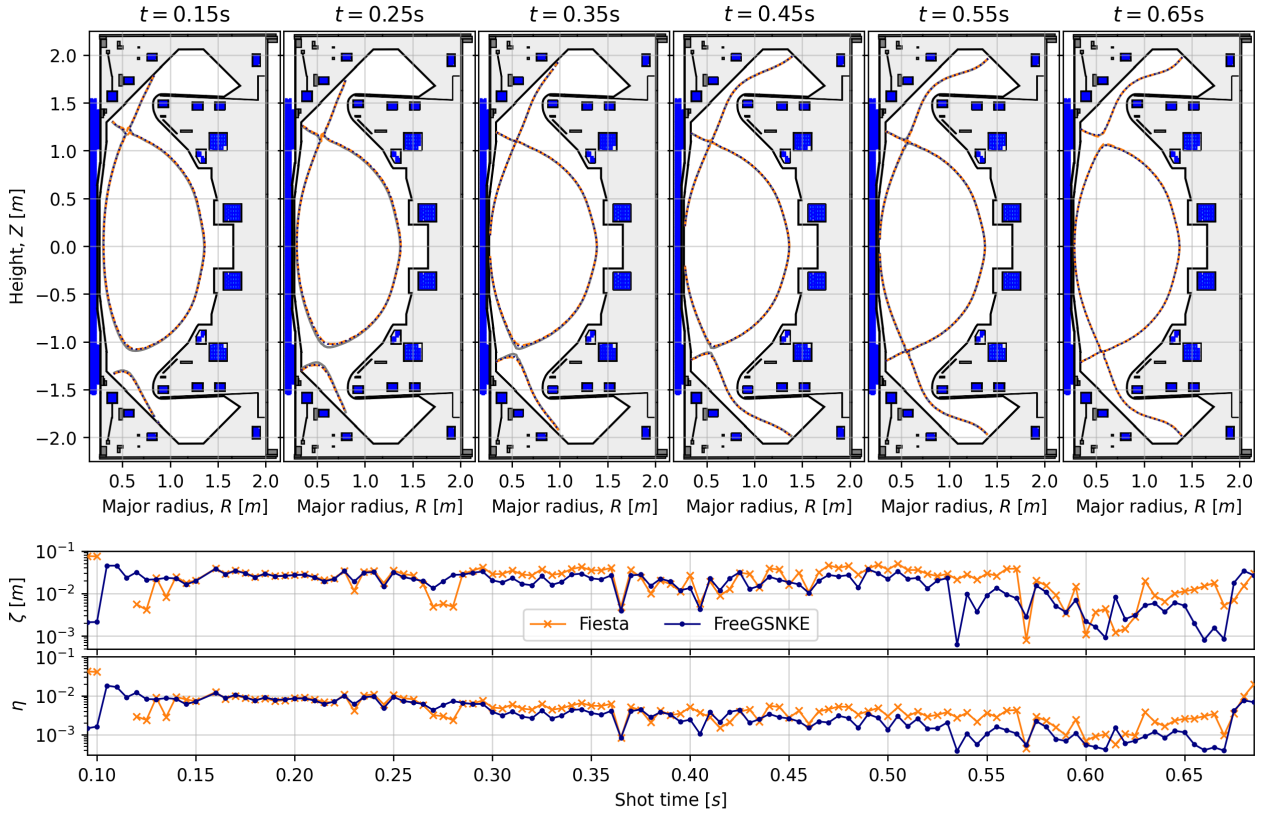 t = 0.15s t = 0.25s t = 0.35s t = 0.45s t = 0.55s t = 0.65s
2.0
1.5
1.0
0.5
0.0
−0.5
−1.0
−1.5
−2.0
Height, Z [m]
0.5 1.0 1.5 2.0 0.5 1.0 1.5 2.0 0.5 1.0 1.5 2.0 0.5 1.0 1.5 2.0 0.5 1.0 1.5 2.0 0.5 1.0 1.5 2.0
Major radius, R [m] Major radius, R [m] Major radius, R [m] Major radius, R [m] Major radius, R [m] Major radius, R [m]
10⁻¹
10⁻²
10⁻³
ζ [m]
Fiesta FreeGSNKE
10⁻¹
10⁻²
10⁻³
η
0.10 0.15 0.20 0.25 0.30 0.35 0.40 0.45 0.50 0.55 0.60 0.65
Shot time [s]